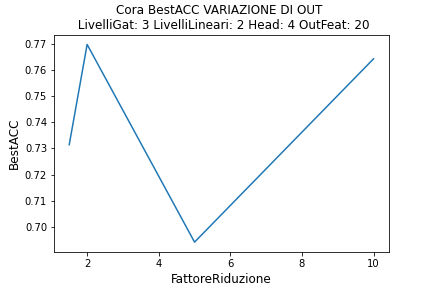 Cora BestACC VARIAZIONE DI OUT
LivelliGat: 3 LivelliLineari: 2 Head: 4 OutFeat: 20
0.77
0.76
0.75
0.74
0.73
0.72
0.71
0.70
BestACC
2 4 6 8 10
FattoreRiduzione